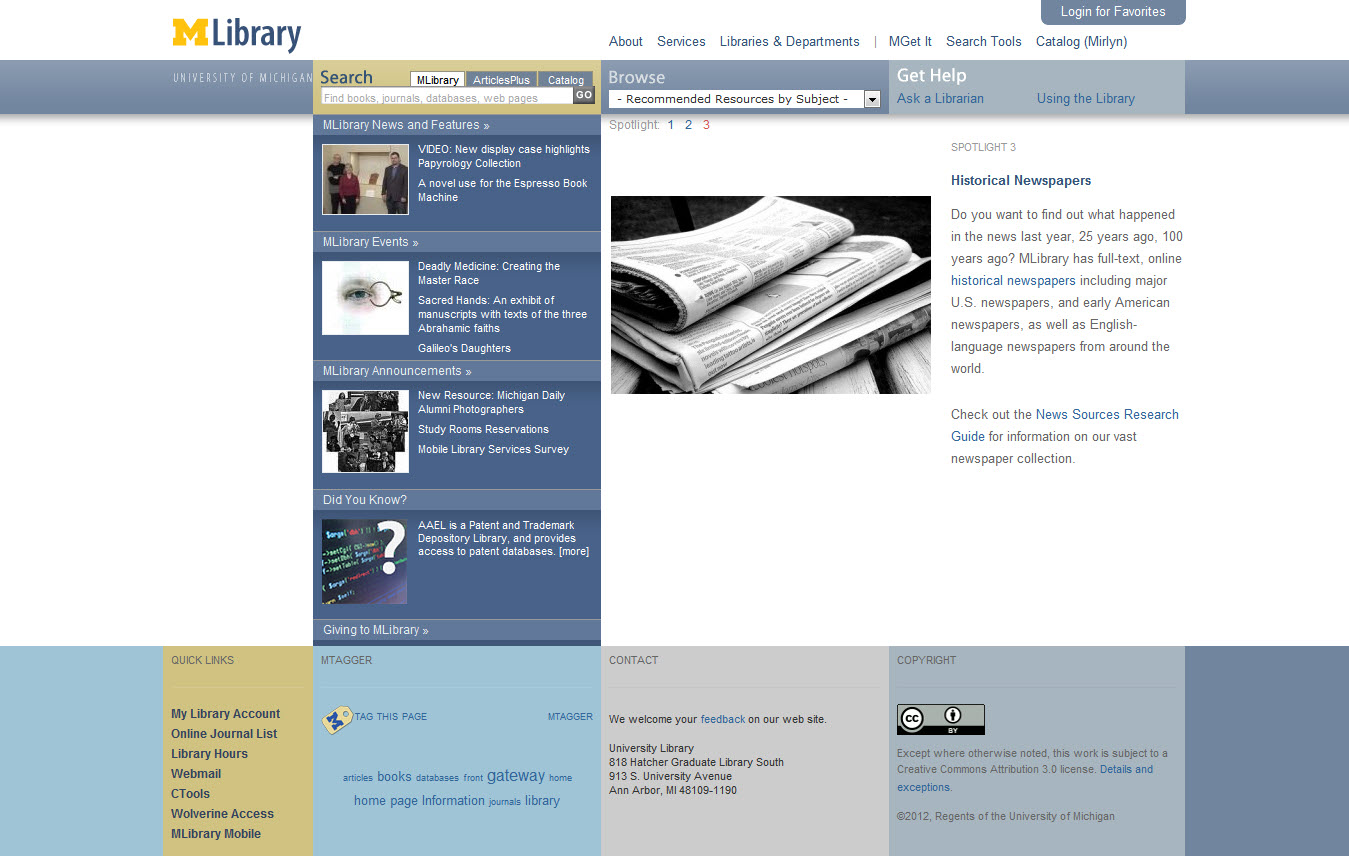 Login for Favorites
M Library
About Services Libraries & Departments | MGet It Search Tools Catalog (Mirlyn)
UNIVERSITY OF MICHIGAN
Search
MLibrary ArticlesPlus Catalog
Find books, journals, databases, web pages GO
Browse
- Recommended Resources by Subject -
Get Help
Ask a Librarian Using the Library
MLibrary News and Features »
VIDEO: New display case highlights
Papyrology Collection
A novel use for the Espresso Book
Machine
MLibrary Events »
Deadly Medicine: Creating the
Master Race
Sacred Hands: An exhibit of
manuscripts with texts of the three
Abrahamic faiths
Galileo's Daughters
MLibrary Announcements »
New Resource: Michigan Daily
Alumni Photographers
Study Rooms Reservations
Mobile Library Services Survey
Did You Know?
AAEL is a Patent and Trademark
Depository Library, and provides
access to patent databases. [more]
Giving to MLibrary »
Spotlight: 1 2 3
SPOTLIGHT 3
Historical Newspapers
Do you want to find out what happened
in the news last year, 25 years ago, 100
years ago? MLibrary has full-text, online
historical newspapers including major
U.S. newspapers, and early American
newspapers, as well as English-
language newspapers from around the
world.
Check out the News Sources Research
Guide for information on our vast
newspaper collection.
QUICK LINKS
My Library Account
Online Journal List
Library Hours
Webmail
CTools
Wolverine Access
MLibrary Mobile
MTAGGER
M TAG THIS PAGE MTAGGER
articles books databases front gateway home
home page Information journals library
CONTACT
We welcome your feedback on our web site.
University Library
818 Hatcher Graduate Library South
913 S. University Avenue
Ann Arbor, MI 48109-1190
COPYRIGHT
cc BY
Except where otherwise noted, this work is subject to a
Creative Commons Attribution 3.0 license. Details and
exceptions.
©2012, Regents of the University of Michigan